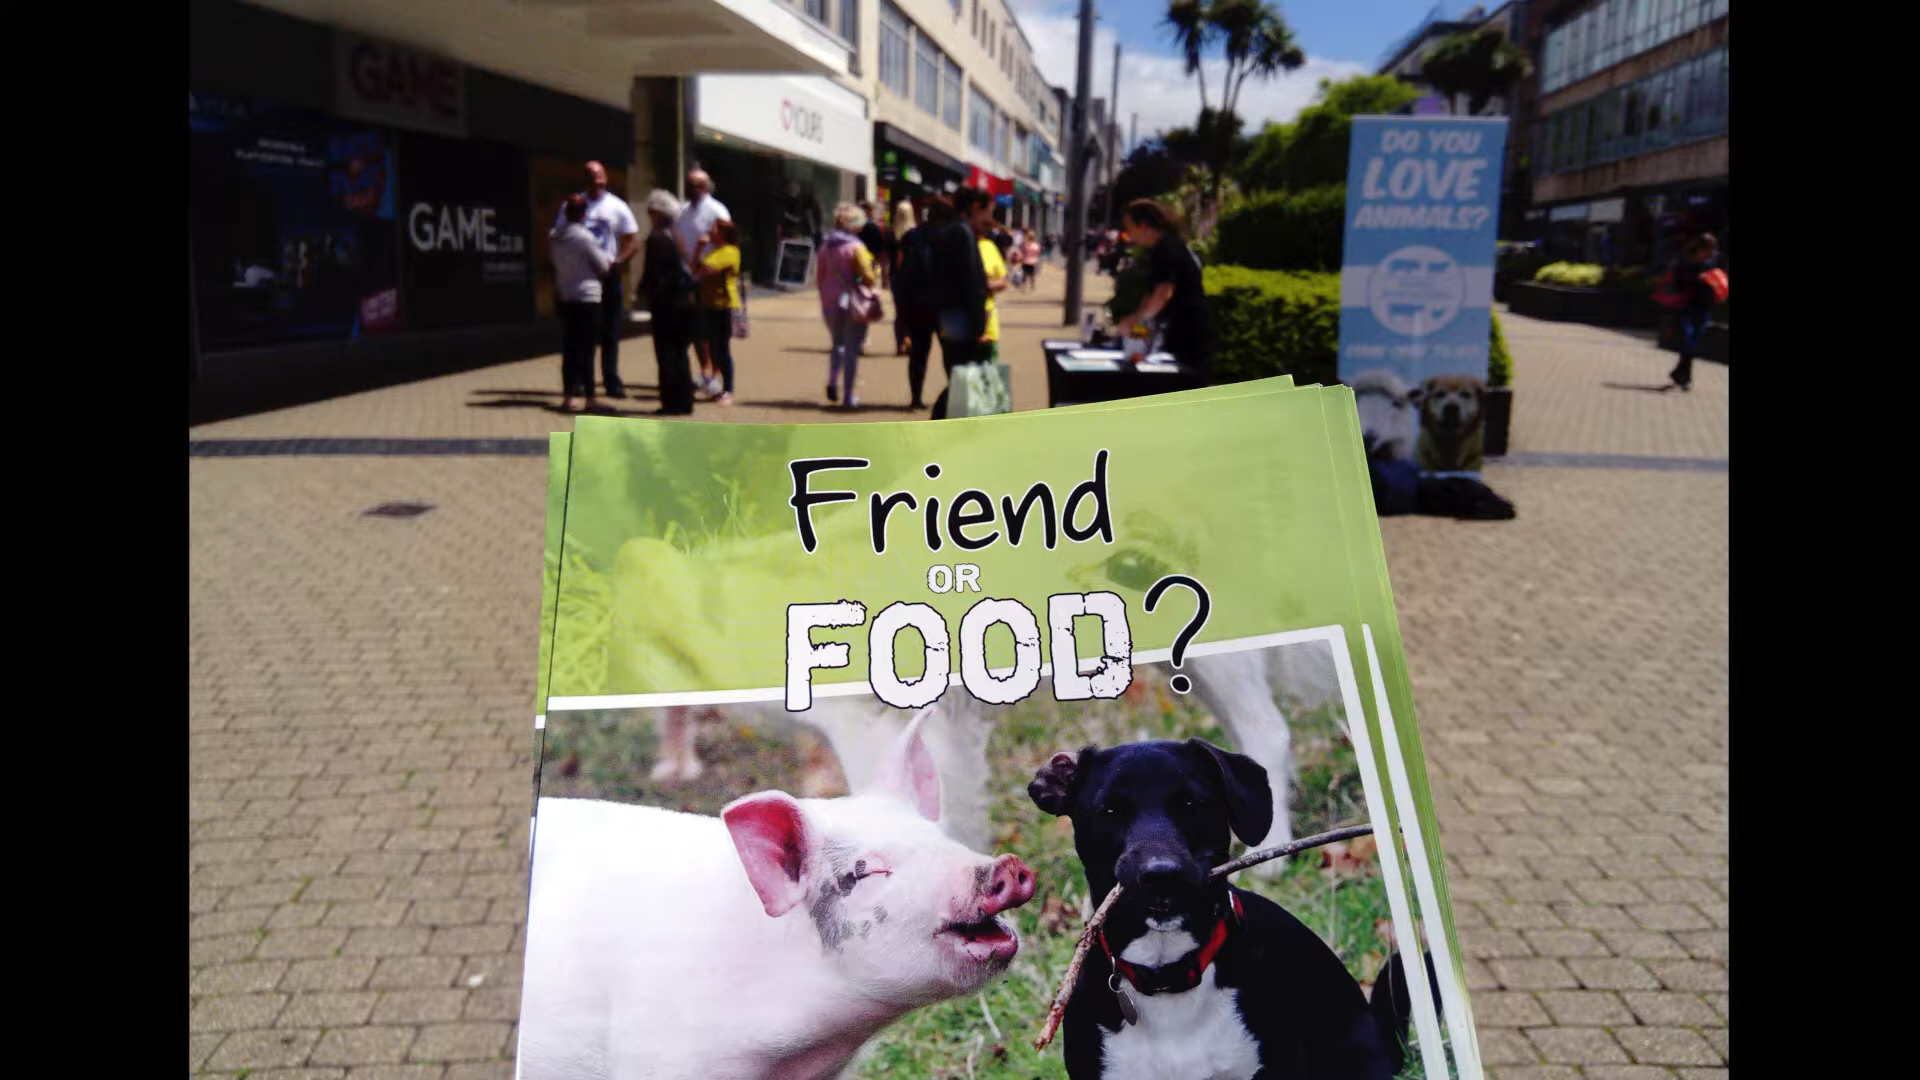 GAME
GAME.co.uk
DO YOU
LOVE
ANIMALS?
Friend
OR
FOOD?